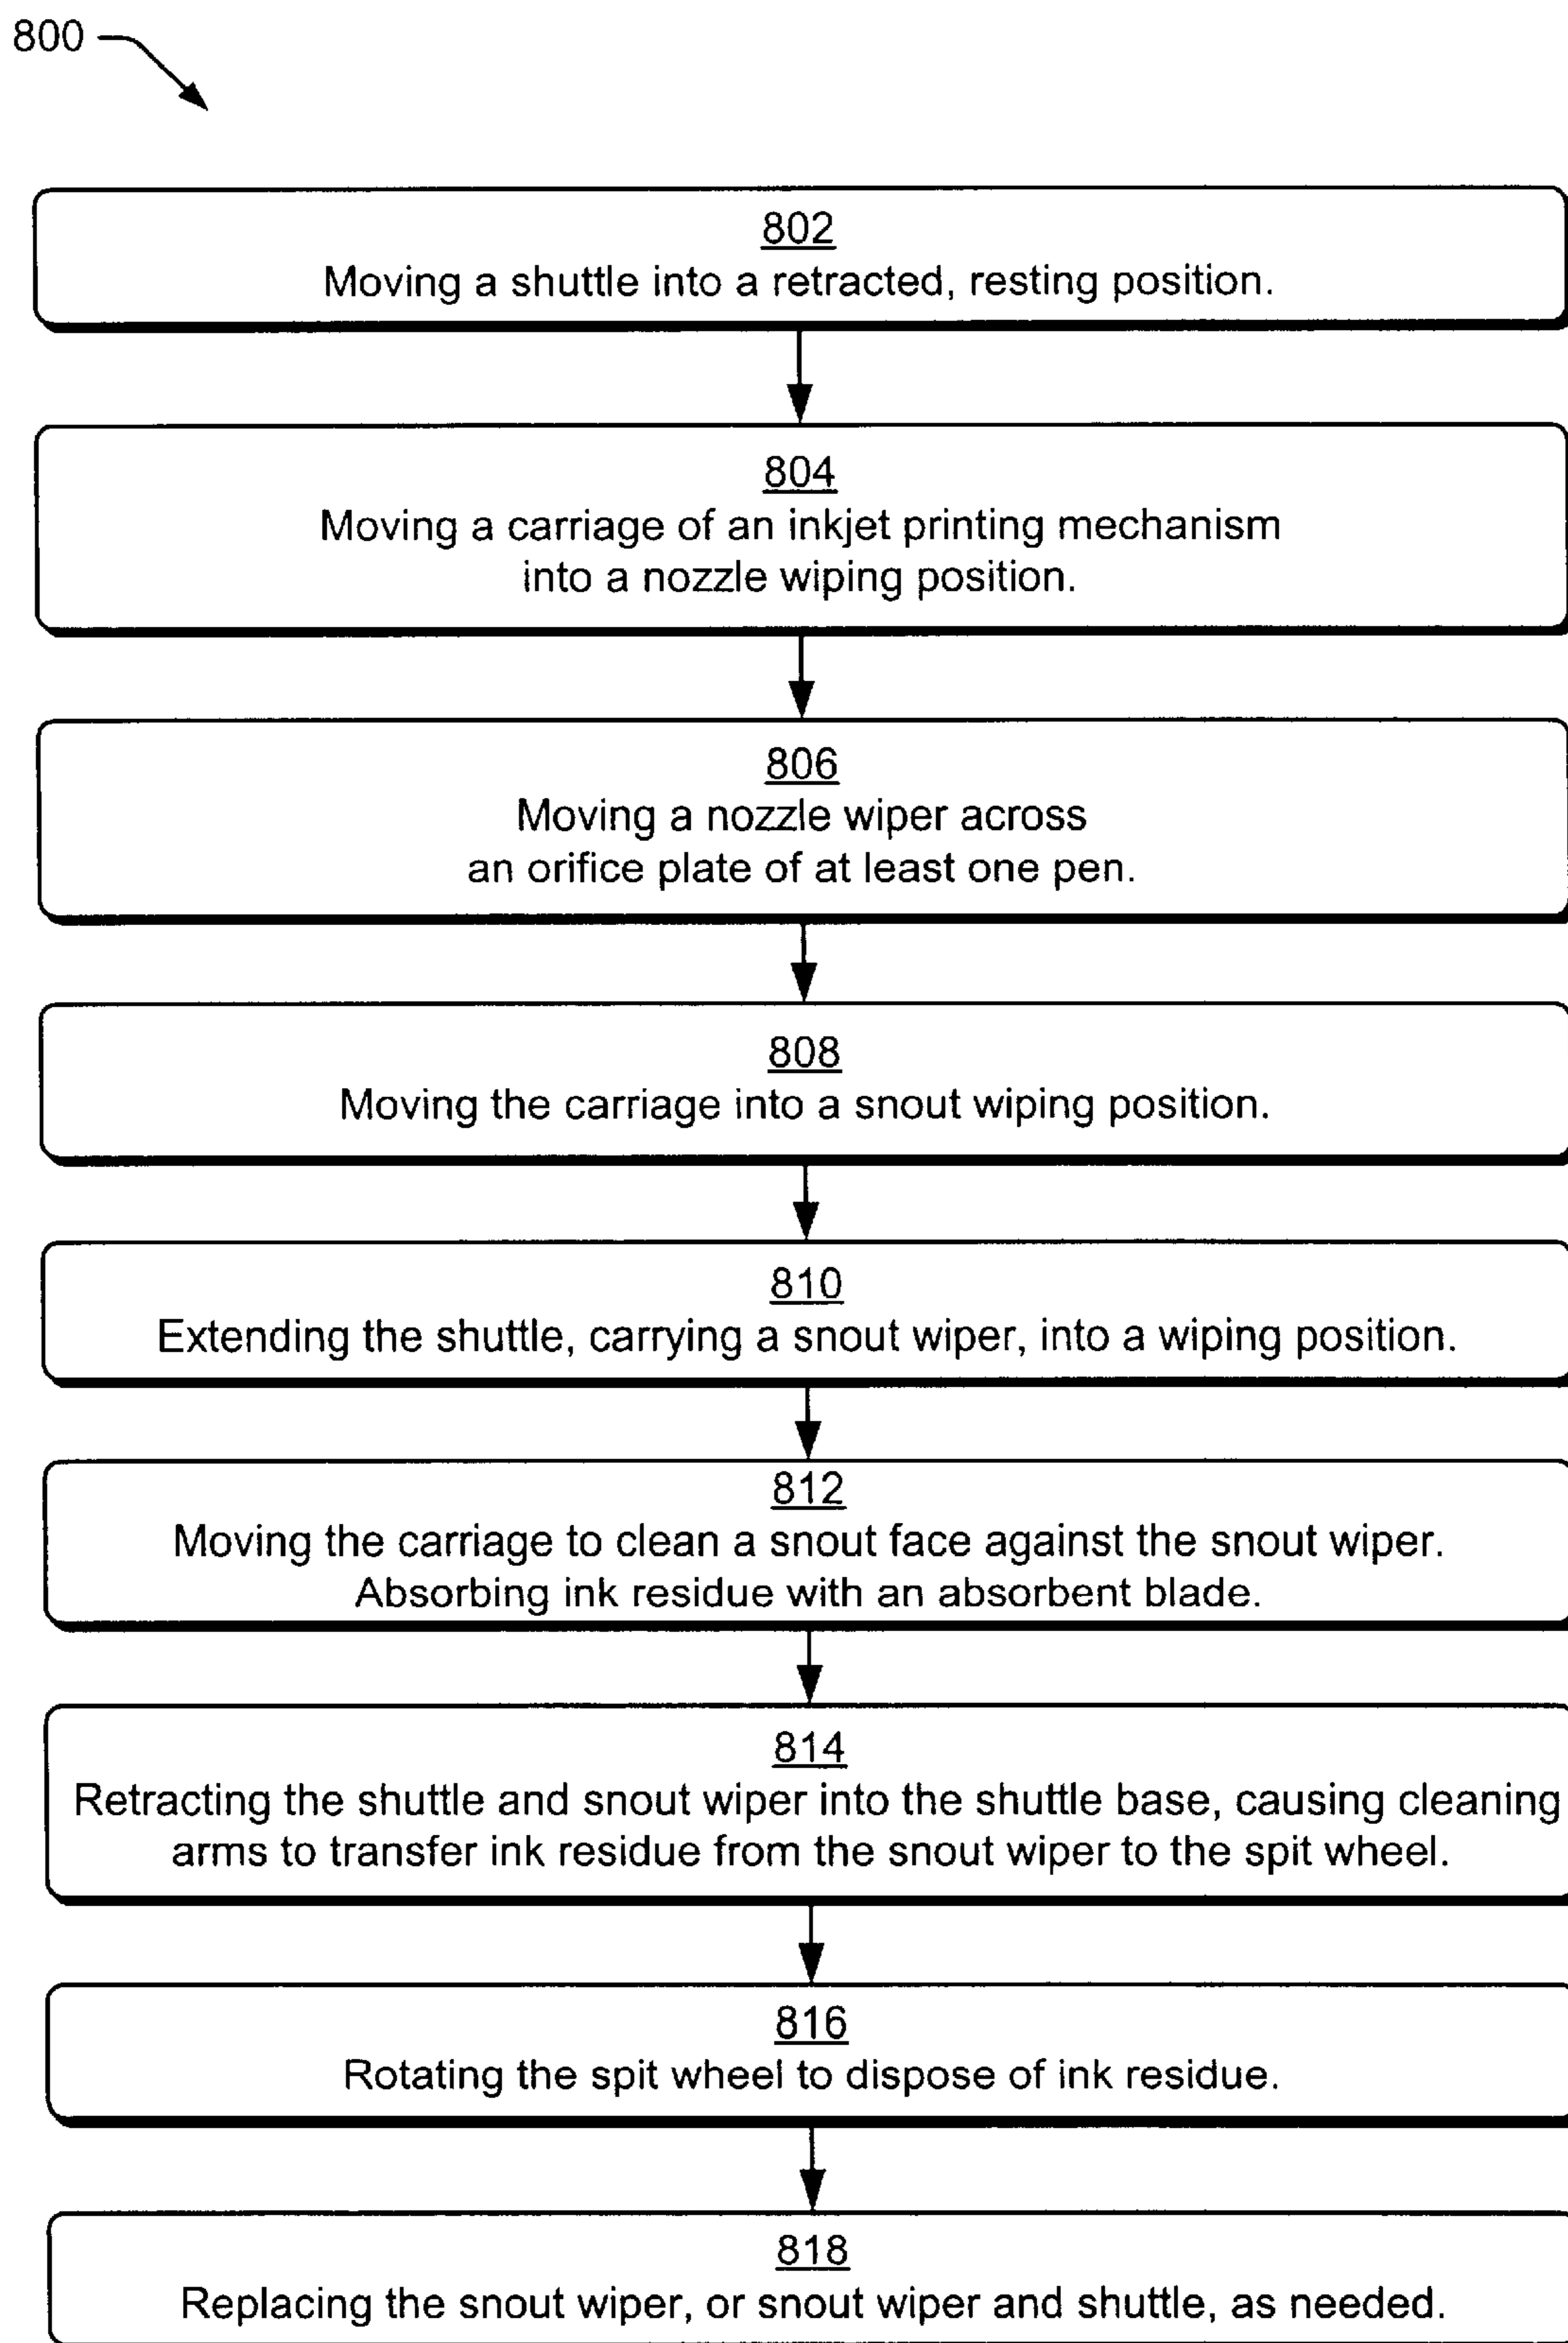 800
802
Moving a shuttle into a retracted, resting position.
804
Moving a carriage of an inkjet printing mechanism
into a nozzle wiping position.
806
Moving a nozzle wiper across
an orifice plate of at least one pen.
808
Moving the carriage into a snout wiping position.
810
Extending the shuttle, carrying a snout wiper, into a wiping position.
812
Moving the carriage to clean a snout face against the snout wiper.
Absorbing ink residue with an absorbent blade.
814
Retracting the shuttle and snout wiper into the shuttle base, causing cleaning
arms to transfer ink residue from the snout wiper to the spit wheel.
816
Rotating the spit wheel to dispose of ink residue.
818
Replacing the snout wiper, or snout wiper and shuttle, as needed.